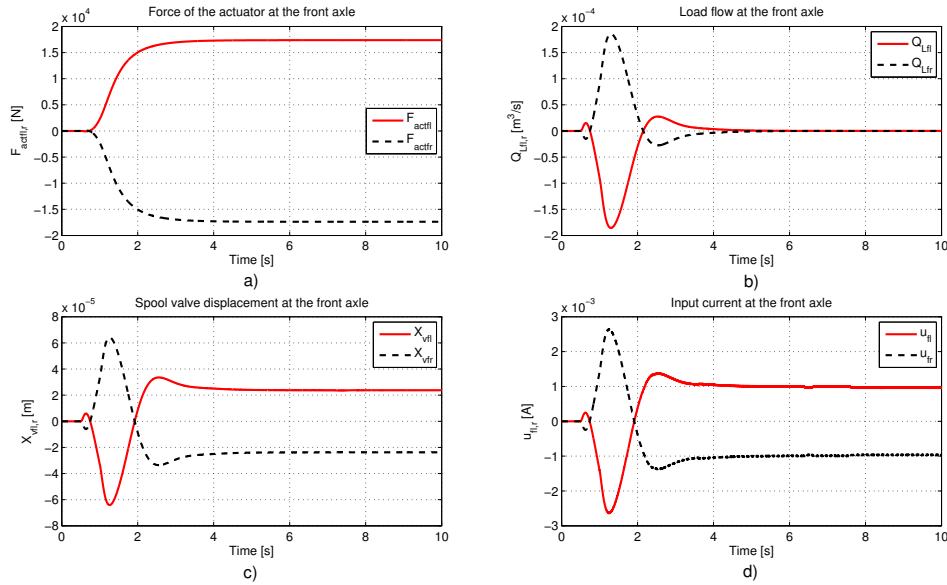 Force of the actuator at the front axle
x 10⁴
2
1.5
1
0.5
0
−0.5
−1
−1.5
−2
F_actfl,r [N]
F_actfl
F_actfr
0 2 4 6 8 10
Time [s]
a)
Load flow at the front axle
x 10⁻⁴
2
1.5
1
0.5
0
−0.5
−1
−1.5
−2
Q_Lfl,r [m³/s]
Q_Lfl
Q_Lfr
0 2 4 6 8 10
Time [s]
b)
Spool valve displacement at the front axle
x 10⁻⁵
8
6
4
2
0
−2
−4
−6
−8
X_vfl,r [m]
X_vfl
X_vfr
0 2 4 6 8 10
Time [s]
c)
Input current at the front axle
x 10⁻³
3
2
1
0
−1
−2
−3
u_fl,r [A]
u_fl
u_fr
0 2 4 6 8 10
Time [s]
d)